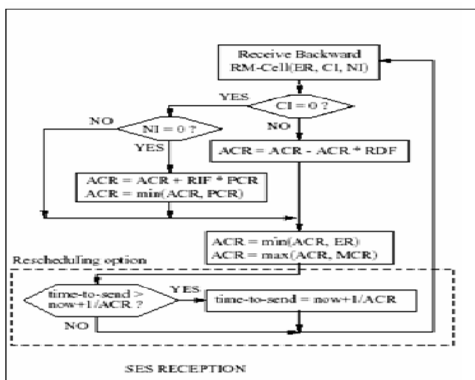 Receive Backward
RM-Cell(ER, CI, NI)
YES
CI = 0 ?
NO
NI = 0 ?
NO
YES
ACR = ACR - ACR * RDF
ACR = ACR + RIF * PCR
ACR = min(ACR, PCR)
ACR = min(ACR, ER)
ACR = max(ACR, MCR)
Rescheduling option
time-to-send >
now+1/ACR ?
YES
time-to-send = now+1/ACR
NO
SES RECEPTION